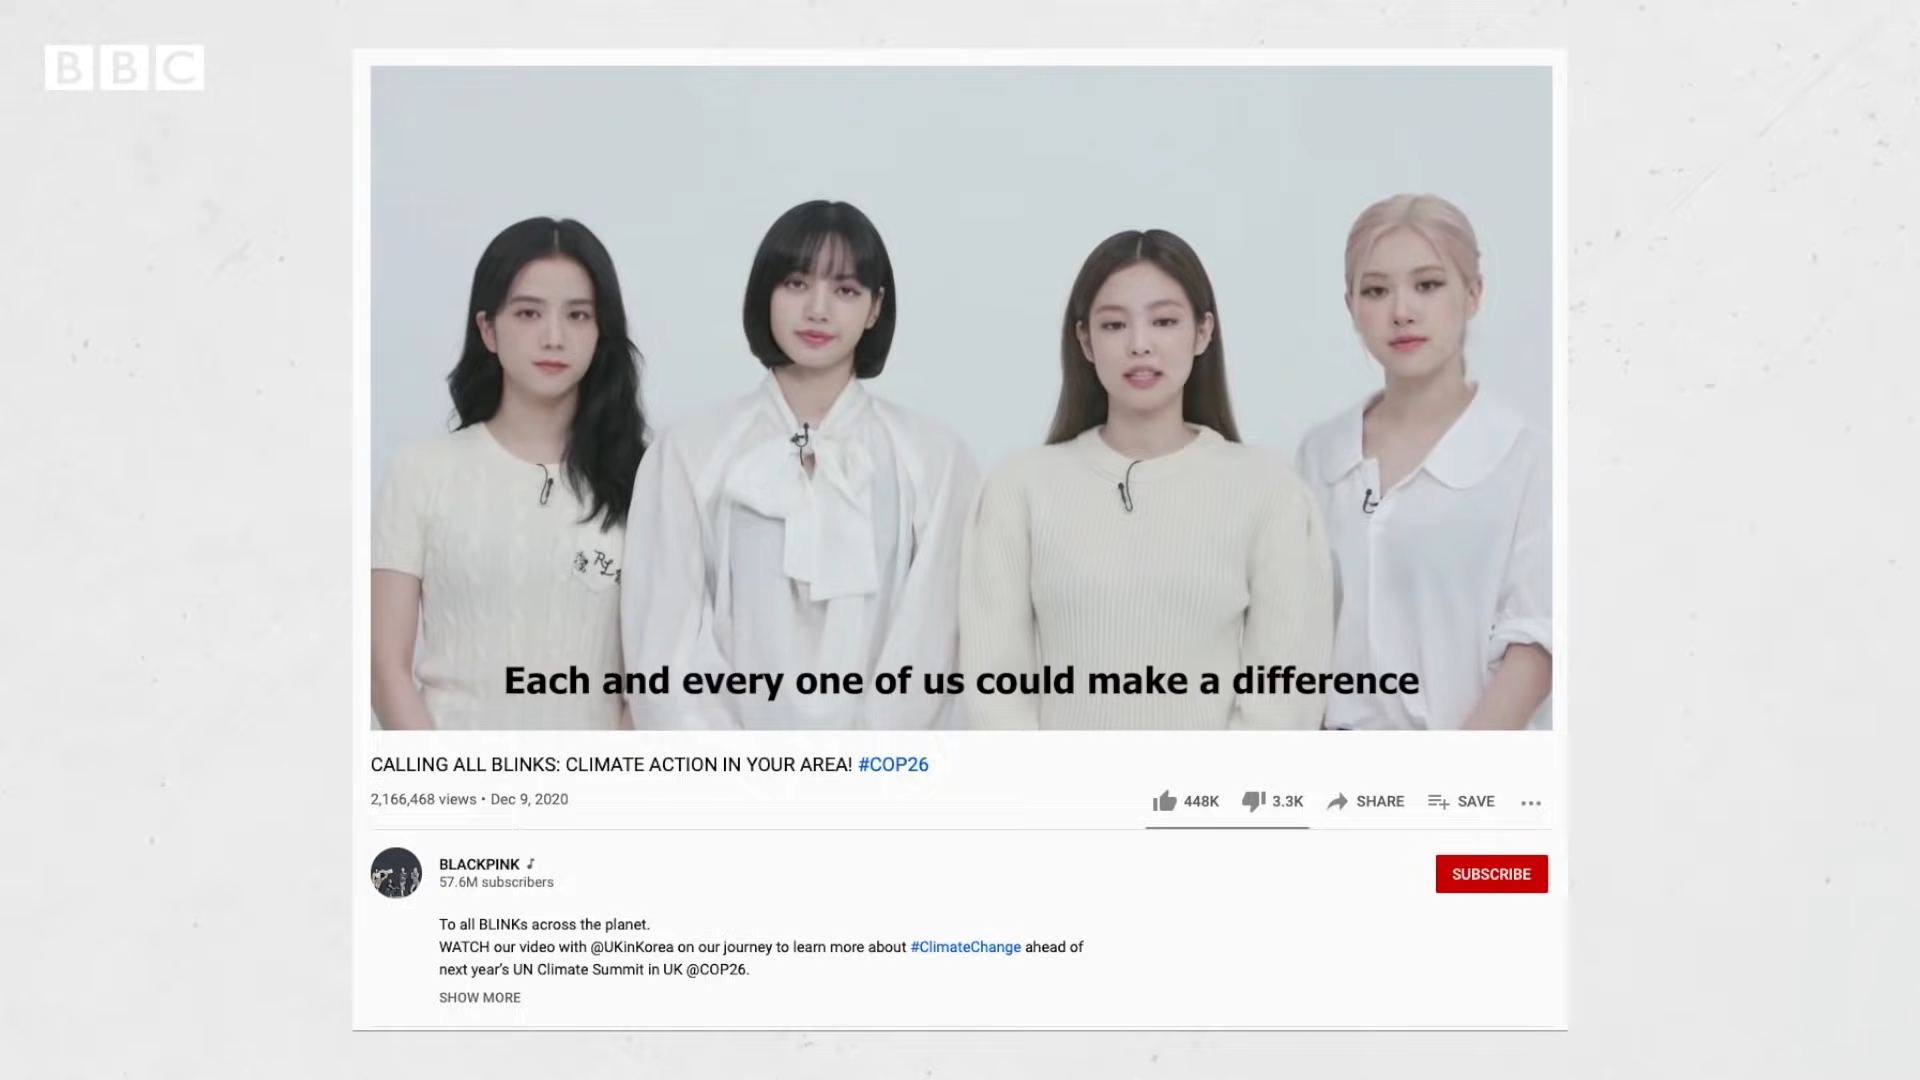 BBC
Each and every one of us could make a difference
CALLING ALL BLINKS: CLIMATE ACTION IN YOUR AREA! #COP26
2,166,468 views • Dec 9, 2020
448K 3.3K SHARE SAVE
BLACKPINK
57.6M subscribers
SUBSCRIBE
To all BLINKs across the planet.
WATCH our video with @UKinKorea on our journey to learn more about #ClimateChange ahead of
next year's UN Climate Summit in UK @COP26.
SHOW MORE